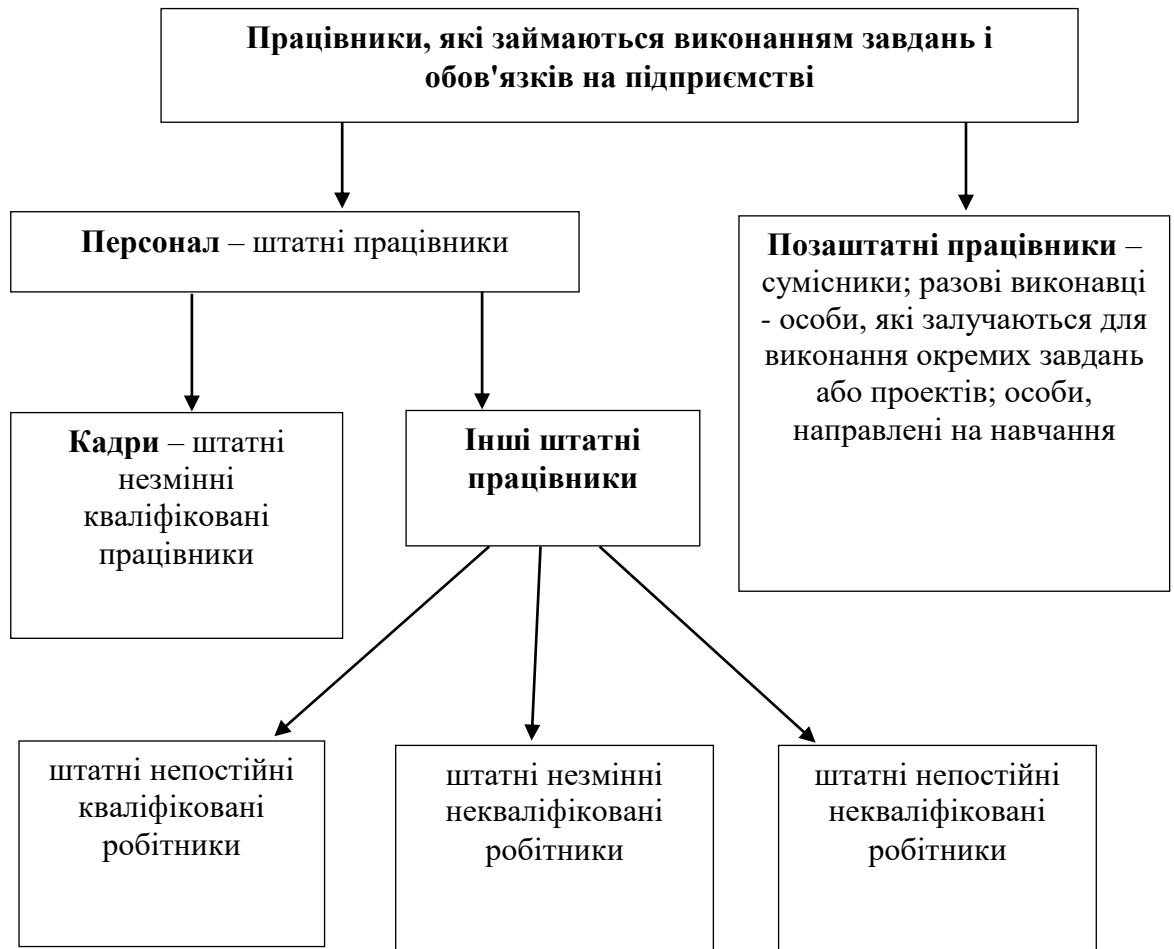 Працівники, які займаються виконанням завдань і
обов'язків на підприємстві
Персонал – штатні працівники
Позаштатні працівники –
сумісники; разові виконавці
- особи, які залучаються для
виконання окремих завдань
або проектів; особи,
направлені на навчання
Кадри – штатні
незмінні
кваліфіковані
працівники
Інші штатні
працівники
штатні непостійні
кваліфіковані
робітники
штатні незмінні
некваліфіковані
робітники
штатні непостійні
некваліфіковані
робітники